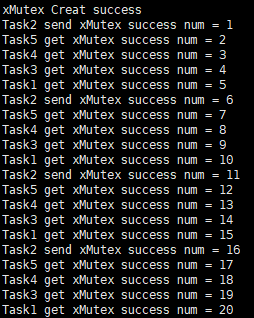 xMutex Creat success
Task2 send xMutex success num = 1
Task5 get xMutex success num = 2
Task4 get xMutex success num = 3
Task3 get xMutex success num = 4
Task1 get xMutex success num = 5
Task2 send xMutex success num = 6
Task5 get xMutex success num = 7
Task4 get xMutex success num = 8
Task3 get xMutex success num = 9
Task1 get xMutex success num = 10
Task2 send xMutex success num = 11
Task5 get xMutex success num = 12
Task4 get xMutex success num = 13
Task3 get xMutex success num = 14
Task1 get xMutex success num = 15
Task2 send xMutex success num = 16
Task5 get xMutex success num = 17
Task4 get xMutex success num = 18
Task3 get xMutex success num = 19
Task1 get xMutex success num = 20